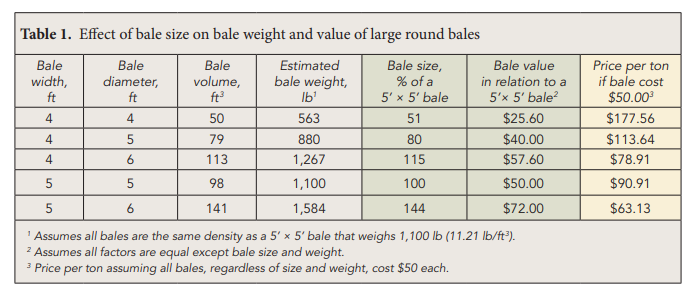 Table 1. Effect of bale size on bale weight and value of large round bales
Bale width, ft | Bale diameter, ft | Bale volume, ft³ | Estimated bale weight, lb¹ | Bale size, % of a 5’ × 5’ bale | Bale value in relation to a 5’× 5’ bale² | Price per ton if bale cost $50.00³
4 | 4 | 50 | 563 | 51 | $25.60 | $177.56
4 | 5 | 79 | 880 | 80 | $40.00 | $113.64
4 | 6 | 113 | 1,267 | 115 | $57.60 | $78.91
5 | 5 | 98 | 1,100 | 100 | $50.00 | $90.91
5 | 6 | 141 | 1,584 | 144 | $72.00 | $63.13
¹ Assumes all bales are the same density as a 5’ × 5’ bale that weighs 1,100 lb (11.21 lb/ft³).
² Assumes all factors are equal except bale size and weight.
³ Price per ton assuming all bales, regardless of size and weight, cost $50 each.